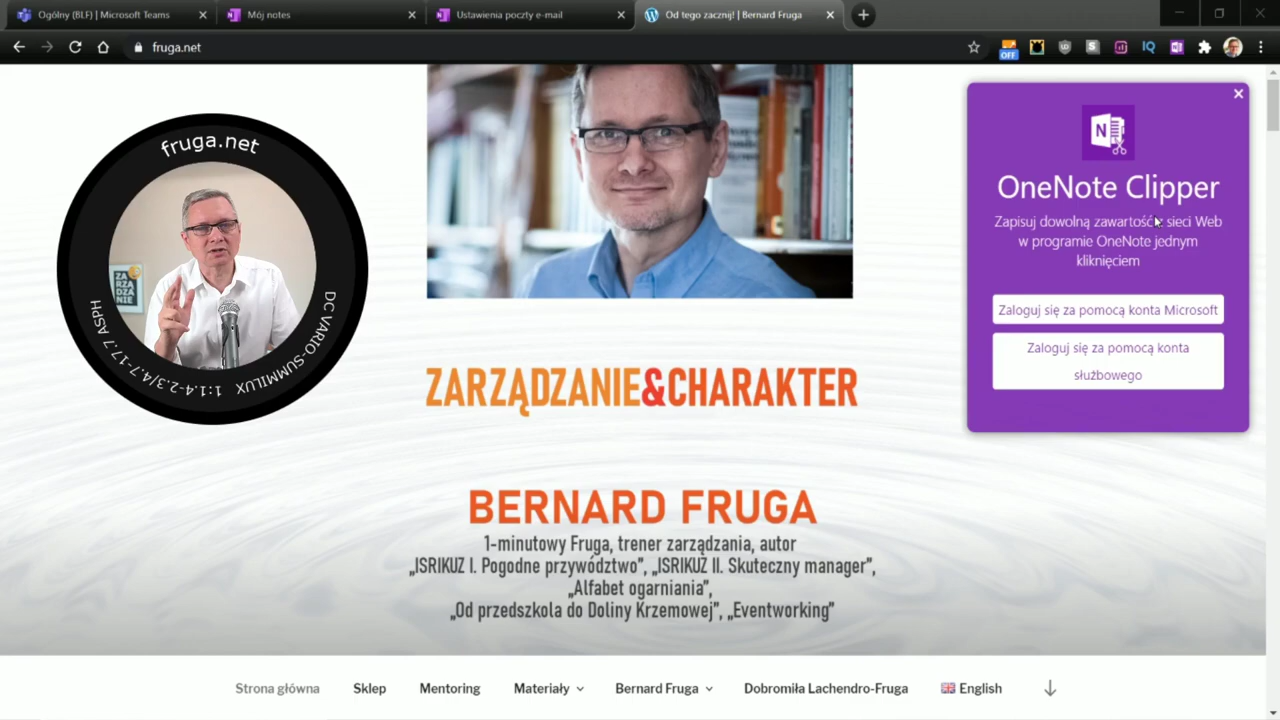 Ogólny (BLF) | Microsoft Teams
Mój notes
Ustawienia poczty e-mail
Od tego zacznij! | Bernard Fruga
fruga.net
OFF
IQ
fruga.net
ZARZĄDZANIE
DC VARIO-SUMMILUX 1:1.4-2.3/4.7-17.7 ASPH
N
OneNote Clipper
Zapisuj dowolną zawartość z sieci Web
w programie OneNote jednym
kliknięciem
Zaloguj się za pomocą konta Microsoft
Zaloguj się za pomocą konta
służbowego
ZARZĄDZANIE&CHARAKTER
BERNARD FRUGA
1-minutowy Fruga, trener zarządzania, autor
„ISRIKUZ I. Pogodne przywództwo”, „ISRIKUZ II. Skuteczny manager”,
„Alfabet ogarniania”,
„Od przedszkola do Doliny Krzemowej”, „Eventworking”
Strona główna
Sklep
Mentoring
Materiały
Bernard Fruga
Dobromiła Lachendro-Fruga
English